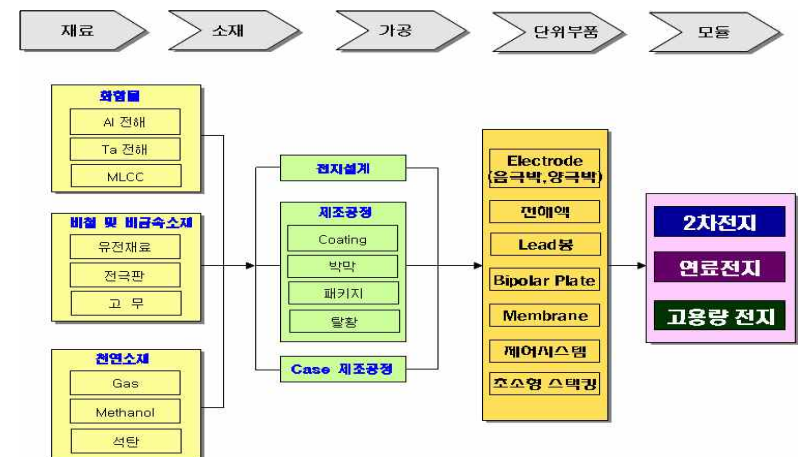 재료
소재
가공
단위부품
모듈
화합물
Al 전해
Ta 전해
MLCC
비철 및 비금속소재
유전재료
전극판
고 무
천연소재
Gas
Methanol
석탄
전지설계
제조공정
Coating
박막
패키지
탈황
Case 제조공정
Electrode
(음극박,양극박)
전해액
Lead봉
Bipolar Plate
Membrane
제어시스템
초소형 스택킹
2차전지
연료전지
고용량 전지